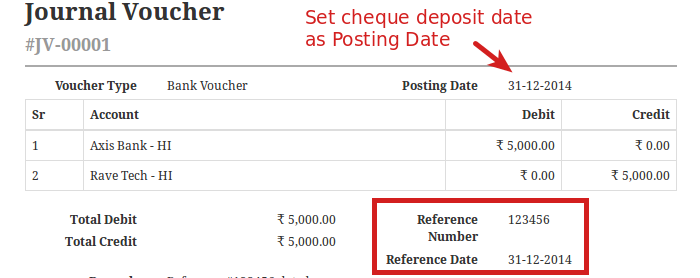 Journal Voucher
Set cheque deposit date
as Posting Date
#JV-00001
Voucher Type Bank Voucher Posting Date 31-12-2014
Sr Account Debit Credit
1 Axis Bank - HI ₹ 5,000.00 ₹ 0.00
2 Rave Tech - HI ₹ 0.00 ₹ 5,000.00
Total Debit ₹ 5,000.00 Reference Number 123456
Total Credit ₹ 5,000.00
Reference Date 31-12-2014